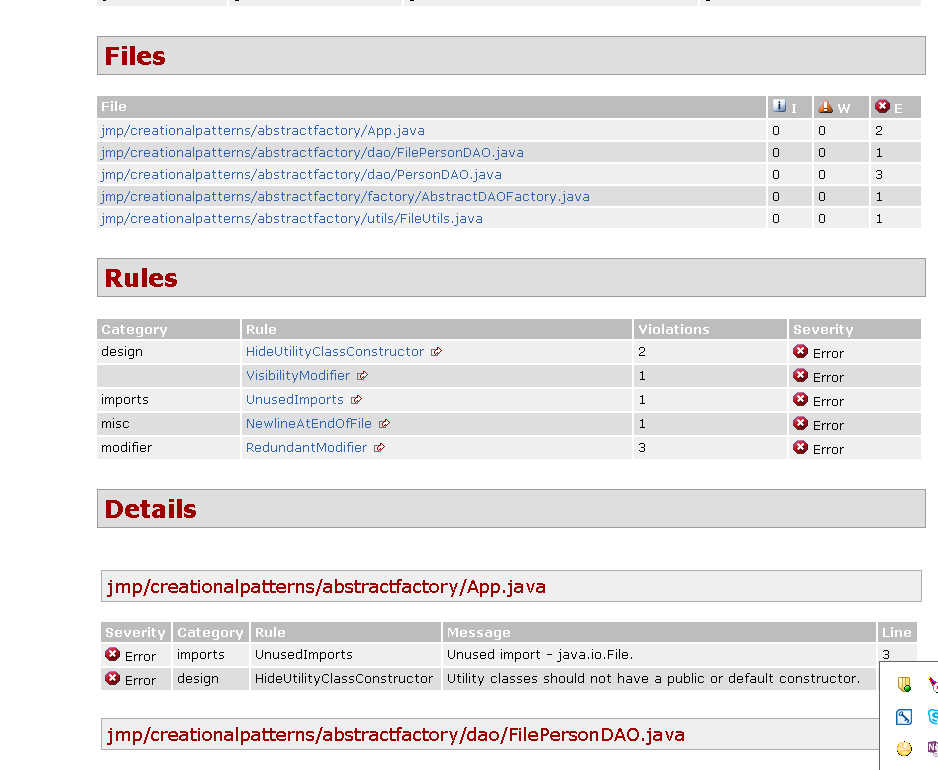 Files
File I W E
jmp/creationalpatterns/abstractfactory/App.java 0 0 2
jmp/creationalpatterns/abstractfactory/dao/FilePersonDAO.java 0 0 1
jmp/creationalpatterns/abstractfactory/dao/PersonDAO.java 0 0 3
jmp/creationalpatterns/abstractfactory/factory/AbstractDAOFactory.java 0 0 1
jmp/creationalpatterns/abstractfactory/utils/FileUtils.java 0 0 1
Rules
Category Rule Violations Severity
design HideUtilityClassConstructor 2 Error
VisibilityModifier 1 Error
imports UnusedImports 1 Error
misc NewlineAtEndOfFile 1 Error
modifier RedundantModifier 3 Error
Details
jmp/creationalpatterns/abstractfactory/App.java
Severity Category Rule Message Line
Error imports UnusedImports Unused import - java.io.File. 3
Error design HideUtilityClassConstructor Utility classes should not have a public or default constructor.
jmp/creationalpatterns/abstractfactory/dao/FilePersonDAO.java